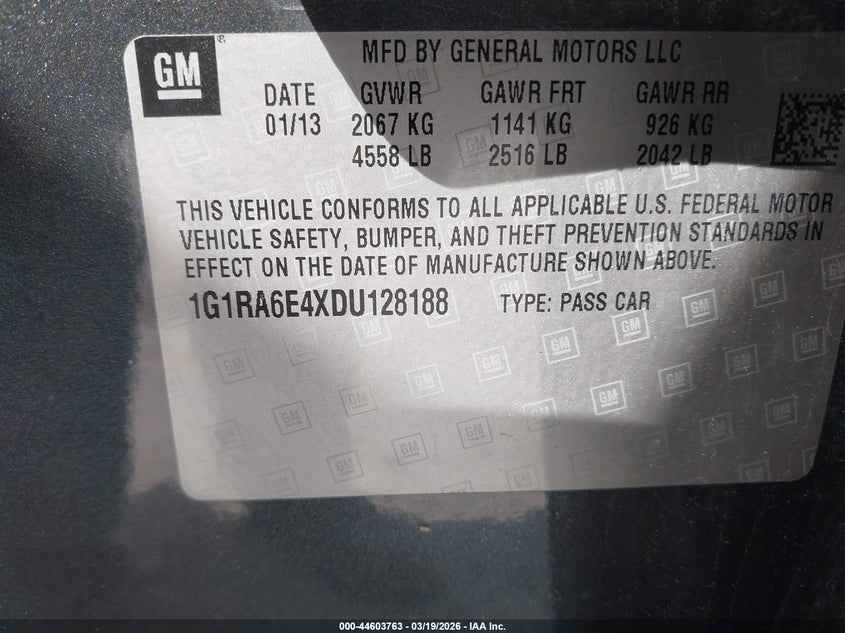 GM
MFD BY GENERAL MOTORS LLC
DATE GVWR GAWR FRT GAWR RR
01/13 2067 KG 1141 KG 926 KG
4558 LB 2516 LB 2042 LB
THIS VEHICLE CONFORMS TO ALL APPLICABLE U.S. FEDERAL MOTOR
VEHICLE SAFETY, BUMPER, AND THEFT PREVENTION STANDARDS IN
EFFECT ON THE DATE OF MANUFACTURE SHOWN ABOVE.
1G1RA6E4XDU128188 TYPE: PASS CAR
000-44603763 - 03/19/2026 - IAA Inc.